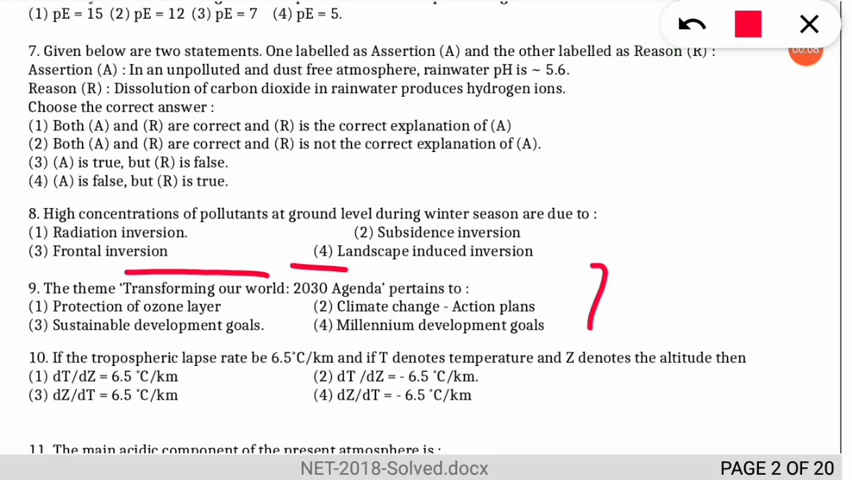 (1) pE = 15 (2) pE = 12 (3) pE = 7 (4) pE = 5.
7. Given below are two statements. One labelled as Assertion (A) and the other labelled as Reason (R) :
Assertion (A) : In an unpolluted and dust free atmosphere, rainwater pH is ~ 5.6.
Reason (R) : Dissolution of carbon dioxide in rainwater produces hydrogen ions.
Choose the correct answer :
(1) Both (A) and (R) are correct and (R) is the correct explanation of (A)
(2) Both (A) and (R) are correct and (R) is not the correct explanation of (A).
(3) (A) is true, but (R) is false.
(4) (A) is false, but (R) is true.
8. High concentrations of pollutants at ground level during winter season are due to :
(1) Radiation inversion. (2) Subsidence inversion
(3) Frontal inversion (4) Landscape induced inversion
9. The theme ‘Transforming our world: 2030 Agenda’ pertains to :
(1) Protection of ozone layer (2) Climate change - Action plans
(3) Sustainable development goals. (4) Millennium development goals
10. If the tropospheric lapse rate be 6.5˚C/km and if T denotes temperature and Z denotes the altitude then
(1) dT/dZ = 6.5 ˚C/km (2) dT /dZ = - 6.5 ˚C/km.
(3) dZ/dT = 6.5 ˚C/km (4) dZ/dT = - 6.5 ˚C/km
11. The main acidic component of the present atmosphere is :
NET-2018-Solved.docx PAGE 2 OF 20